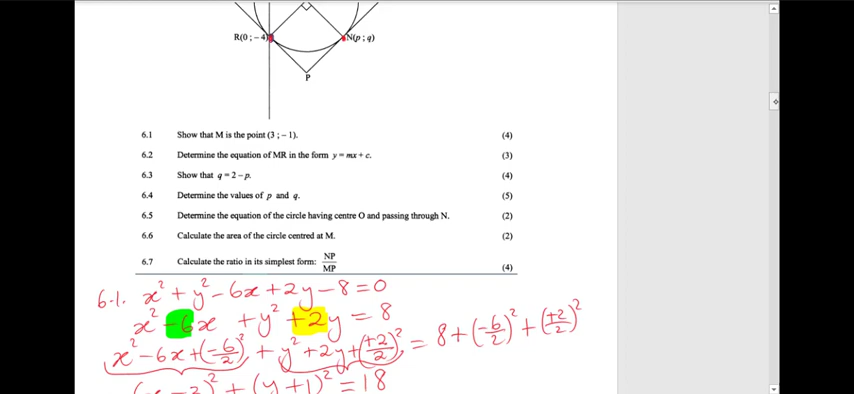 R(0 ; – 4) N(p ; q)
P
6.1 Show that M is the point (3 ; – 1). (4)
6.2 Determine the equation of MR in the form y = mx + c. (3)
6.3 Show that q = 2 – p. (4)
6.4 Determine the values of p and q. (5)
6.5 Determine the equation of the circle having centre O and passing through N. (2)
6.6 Calculate the area of the circle centred at M. (2)
6.7 Calculate the ratio in its simplest form: NP/MP (4)
6.1. x² + y² – 6x + 2y – 8 = 0
x² – 6x + y² + 2y = 8
x² – 6x + (–6/2)² + y² + 2y + (+2/2)² = 8 + (–6/2)² + (+2/2)²
)² + (y + 1)² = 18